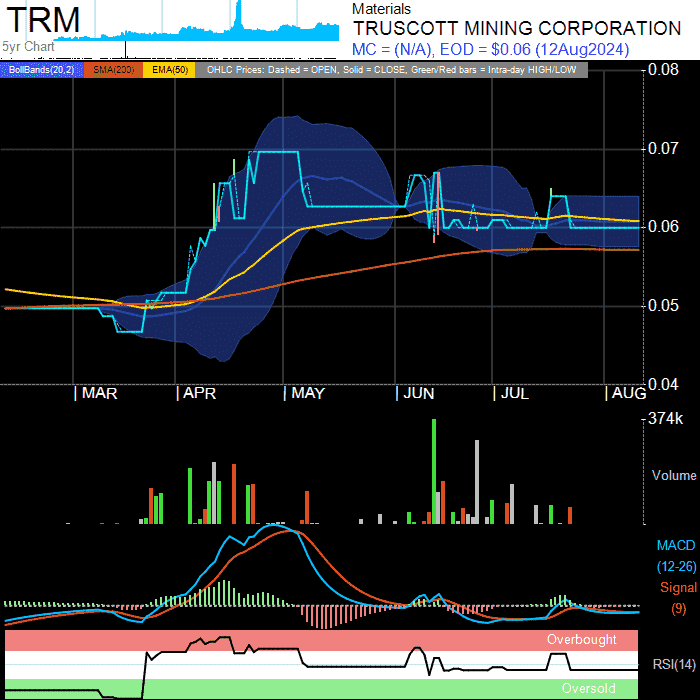 TRM
5yr Chart
Materials
TRUSCOTT MINING CORPORATION
MC = (N/A), EOD = $0.06 (12Aug2024)
BollBands(20,2) SMA(200) EMA(50) OHLC Prices: Dashed = OPEN, Solid = CLOSE, Green/Red bars = Intra-day HIGH/LOW
0.08
0.07
0.06
0.05
0.04
MAR APR MAY JUN JUL AUG
374k
Volume
MACD
(12-26)
Signal
(9)
Overbought
RSI(14)
Oversold